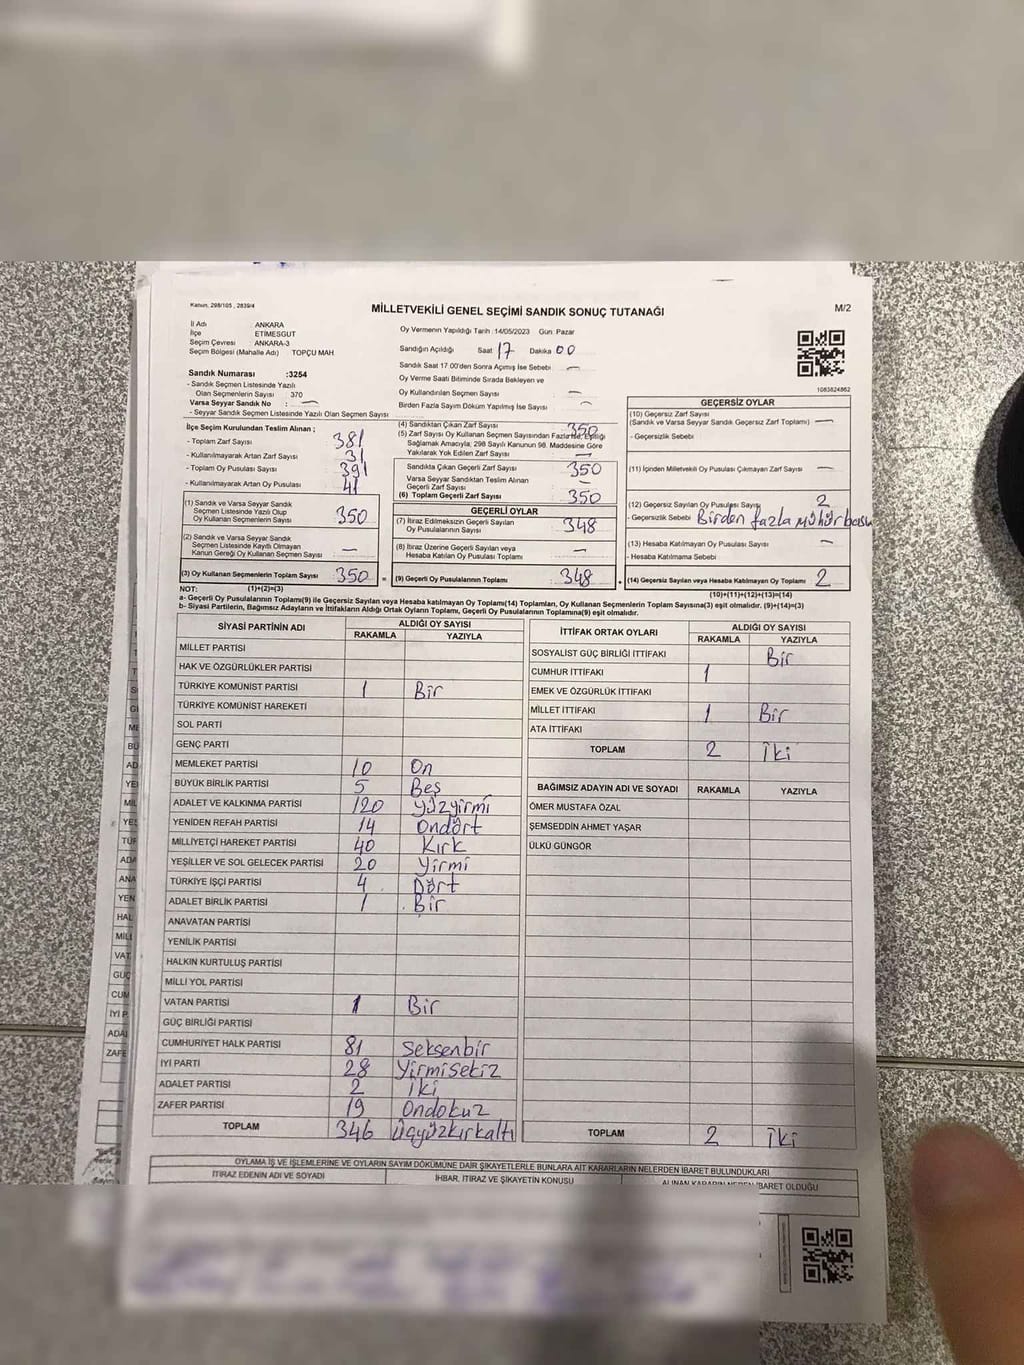 Kanun, 298/105 , 2839/4
MİLLETVEKİLİ GENEL SEÇİMİ SANDIK SONUÇ TUTANAĞI
M/2
İl Adı : ANKARA
İlçe : ETİMESGUT
Seçim Çevresi : ANKARA-3
Seçim Bölgesi (Mahalle Adı) TOPÇU MAH
Oy Vermenin Yapıldığı Tarih :14/05/2023 Gün: Pazar
Sandığın Açıldığı Saat 17 Dakika 00
Sandık Saat 17.00'den Sonra Açımış İse Sebebi —
Oy Verme Saati Bitiminde Sırada Bekleyen ve
Oy Kullandırılan Seçmen Sayısı —
Birden Fazla Sayım Döküm Yapılmış İse Sayısı —
1083824862
Sandık Numarası :3254
- Sandık Seçmen Listesinde Yazılı
Olan Seçmenlerin Sayısı 370
Varsa Seyyar Sandık No : —
- Seyyar Sandık Seçmen Listesinde Yazılı Olan Seçmen Sayısı
İlçe Seçim Kurulundan Teslim Alınan ;
- Toplam Zarf Sayısı 381
- Kullanılmayarak Artan Zarf Sayısı 31
- Toplam Oy Pusulası Sayısı 391
- Kullanılmayarak Artan Oy Pusulası 41
(1) Sandık ve Varsa Seyyar Sandık
Seçmen Listesinde Yazılı Olup
Oy Kullanan Seçmenlerin Sayısı 350
(2) Sandık ve Varsa Seyyar Sandık
Seçmen Listesinde Kayıtlı Olmayan
Kanun Gereği Oy Kullanan Seçmen Sayısı —
(3) Oy Kullanan Seçmenlerin Toplam Sayısı 350 =
(1)+(2)=(3)
(4) Sandıktan Çıkan Zarf Sayısı 350
(5) Zarf Sayısı Oy Kullanan Seçmen Sayısından Fazla İse, Eşitliği
Sağlamak Amacıyla; 298 Sayılı Kanunun 98. Maddesine Göre
Yakılarak Yok Edilen Zarf Sayısı —
Sandıkta Çıkan Geçerli Zarf Sayısı 350
Varsa Seyyar Sandıktan Teslim Alınan
Geçerli Zarf Sayısı —
(6) Toplam Geçerli Zarf Sayısı 350
GEÇERLİ OYLAR
(7) İtiraz Edilmeksizin Geçerli Sayılan
Oy Pusulalarının Sayısı 348
(8) İtiraz Üzerine Geçerli Sayılan veya
Hesaba Katılan Oy Pusulası Toplamı —
(9) Geçerli Oy Pusulalarının Toplamı 348 +
GEÇERSİZ OYLAR
(10) Geçersiz Zarf Sayısı
(Sandık ve Varsa Seyyar Sandık Geçersiz Zarf Toplamı) —
- Geçersizlik Sebebi
(11) İçinden Milletvekili Oy Pusulası Çıkmayan Zarf Sayısı —
(12) Geçersiz Sayılan Oy Pusulası Sayısı 2
- Geçersizlik Sebebi Birden fazla mühür
(13) Hesaba Katılmayan Oy Pusulası Sayısı —
- Hesaba Katılmama Sebebi
(14) Geçersiz Sayılan veya Hesaba Katılmayan Oy Toplamı 2
(10)+(11)+(12)+(13)=(14)
NOT:
a- Geçerli Oy Pusulalarının Toplamı(9) ile Geçersiz Sayılan veya Hesaba katılmayan Oy Toplamı(14) Toplamları, Oy Kullanan Seçmenlerin Toplam Sayısına(3) eşit olmalıdır. (9)+(14)=(3)
b- Siyasi Partilerin, Bağımsız Adayların ve İttifakların Aldığı Ortak Oyların Toplamı, Geçerli Oy Pusulalarının Toplamına(9) eşit olmalıdır.
SİYASİ PARTİNİN ADI ALDIĞI OY SAYISI
RAKAMLA YAZIYLA
MİLLET PARTİSİ
HAK VE ÖZGÜRLÜKLER PARTİSİ
TÜRKİYE KOMÜNİST PARTİSİ 1 Bir
TÜRKİYE KOMÜNİST HAREKETİ
SOL PARTİ
GENÇ PARTİ
MEMLEKET PARTİSİ 10 On
BÜYÜK BİRLİK PARTİSİ 5 Beş
ADALET VE KALKINMA PARTİSİ 120 yüzyirmi
YENİDEN REFAH PARTİSİ 14 Ondört
MİLLİYETÇİ HAREKET PARTİSİ 40 Kırk
YEŞİLLER VE SOL GELECEK PARTİSİ 20 Yirmi
TÜRKİYE İŞÇİ PARTİSİ 4 Dört
ADALET BİRLİK PARTİSİ 1 Bir
ANAVATAN PARTİSİ
YENİLİK PARTİSİ
HALKIN KURTULUŞ PARTİSİ
MİLLİ YOL PARTİSİ
VATAN PARTİSİ 1 Bir
GÜÇ BİRLİĞİ PARTİSİ
CUMHURİYET HALK PARTİSİ 81 Seksenbir
İYİ PARTİ 28 Yirmisekiz
ADALET PARTİSİ 2 İki
ZAFER PARTİSİ 19 Ondokuz
TOPLAM 346 üçyüzkırkaltı
İTTİFAK ORTAK OYLARI ALDIĞI OY SAYISI
RAKAMLA YAZIYLA
SOSYALİST GÜÇ BİRLİĞİ İTTİFAKI
CUMHUR İTTİFAKI 1 Bir
EMEK VE ÖZGÜRLÜK İTTİFAKI
MİLLET İTTİFAKI 1 Bir
ATA İTTİFAKI
TOPLAM 2 İki
BAĞIMSIZ ADAYIN ADI VE SOYADI RAKAMLA YAZIYLA
ÖMER MUSTAFA ÖZAL
ŞEMSEDDİN AHMET YAŞAR
ÜLKÜ GÜNGÖR
TOPLAM 2 İki
OYLAMA İŞ VE İŞLEMLERİNE VE OYLARIN SAYIM DÖKÜMÜNE DAİR ŞİKAYETLERLE BUNLARA AİT KARARLARIN NELERDEN İBARET BULUNDUKLARI
İTİRAZ EDENİN ADI VE SOYADI İHBAR, İTİRAZ VE ŞİKAYETİN KONUSU ALINAN KARARIN NEDEN İBARET OLDUĞU